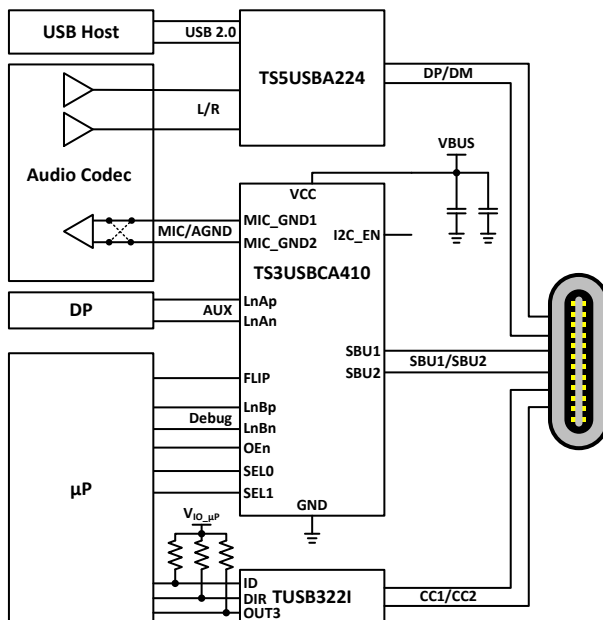 USB Host
USB 2.0
TS5USBA224
DP/DM
L/R
Audio Codec
VBUS
VCC
MIC_GND1
MIC/AGND
MIC_GND2
I2C_EN
TS3USBCA410
DP
AUX
LnAp
LnAn
SBU1
SBU1/SBU2
SBU2
FLIP
LnBp
Debug
LnBn
OEn
SEL0
µP
SEL1
GND
VIO_µP
ID
TUSB322I
DIR
CC1/CC2
OUT3